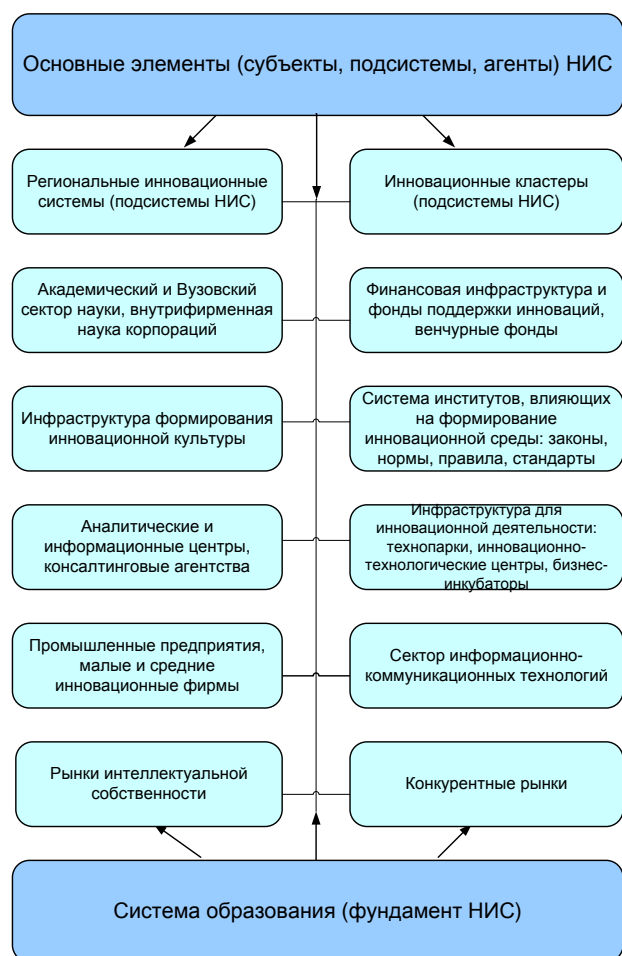 Основные элементы (субъекты, подсистемы, агенты) НИС
Региональные инновационные
системы (подсистемы НИС)
Инновационные кластеры
(подсистемы НИС)
Академический и Вузовский
сектор науки, внутрифирменная
наука корпораций
Финансовая инфраструктура и
фонды поддержки инноваций,
венчурные фонды
Инфраструктура формирования
инновационной культуры
Система институтов, влияющих
на формирование
инновационной среды: законы,
нормы, правила, стандарты
Аналитические и
информационные центры,
консалтинговые агентства
Инфраструктура для
инновационной деятельности:
технопарки, инновационно-
технологические центры, бизнес-
инкубаторы
Промышленные предприятия,
малые и средние
инновационные фирмы
Сектор информационно-
коммуникационных технологий
Рынки интеллектуальной
собственности
Конкурентные рынки
Система образования (фундамент НИС)